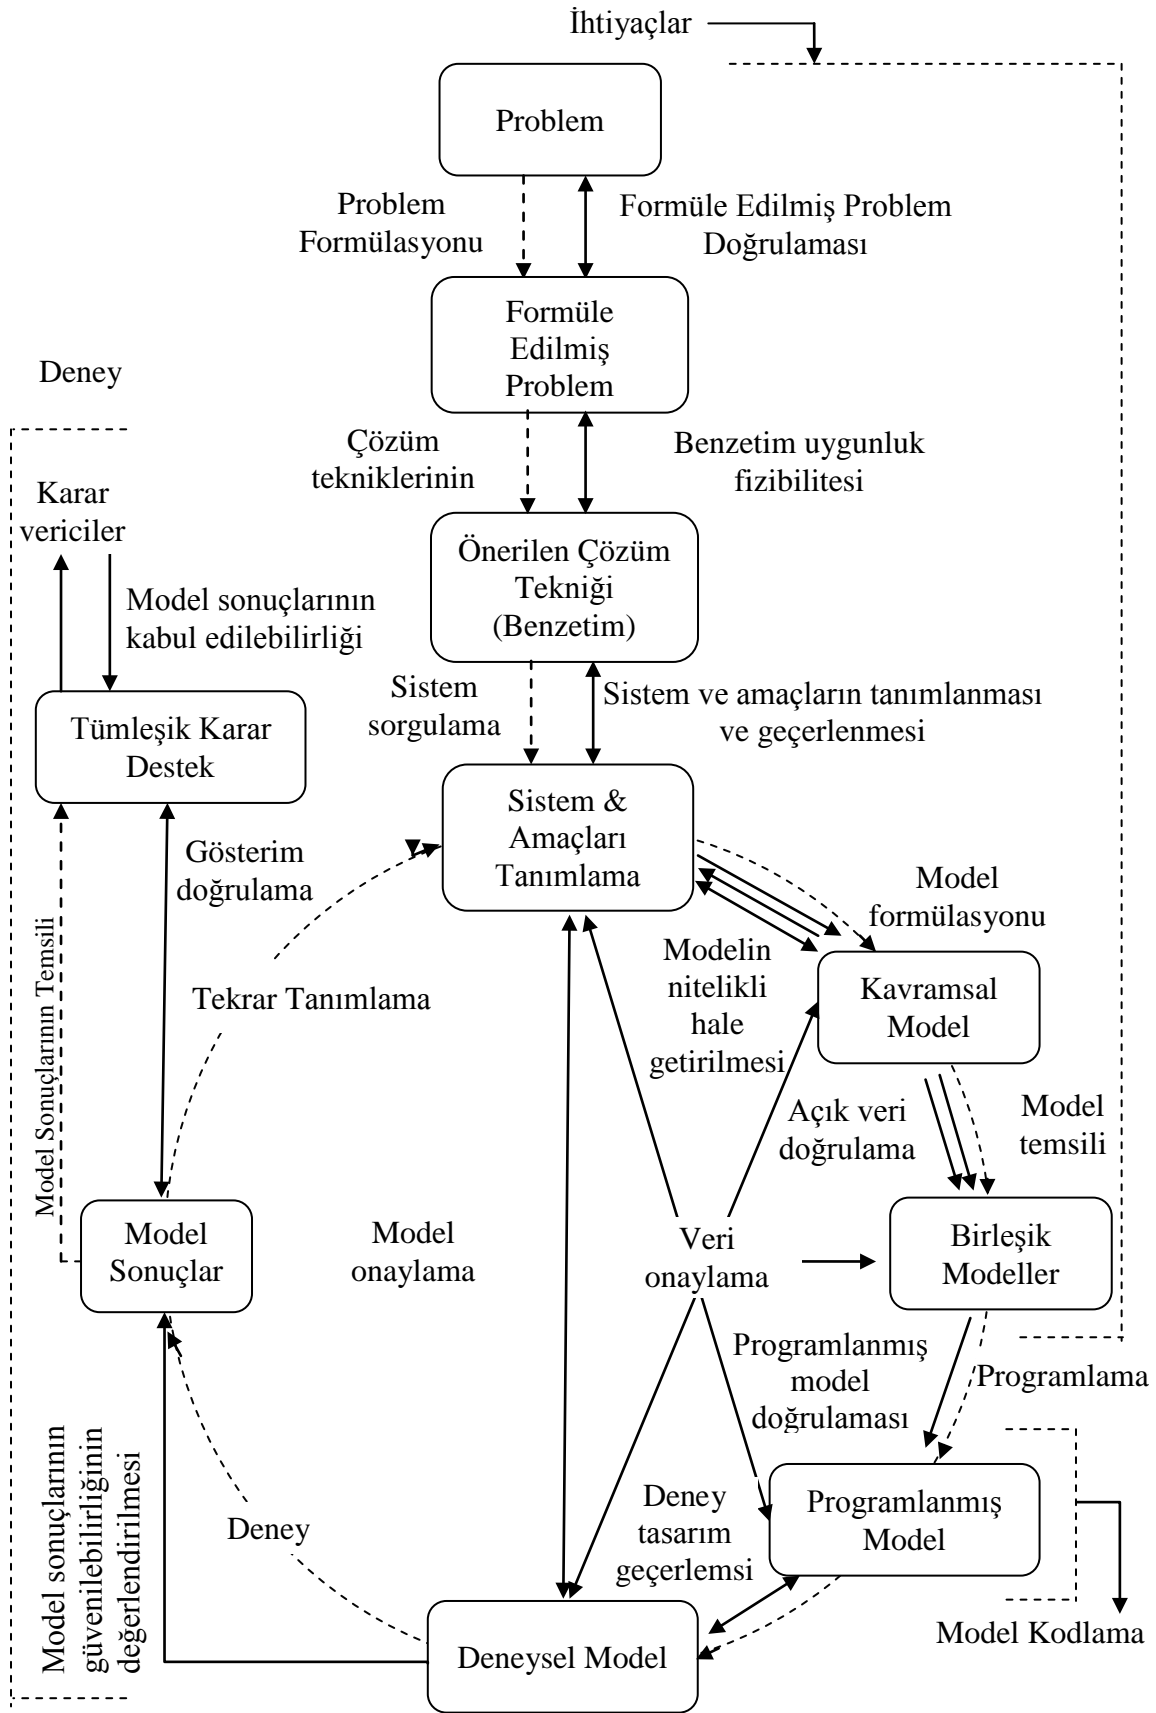 İhtiyaçlar
Problem
Problem
Formülasyonu
Formüle Edilmiş Problem
Doğrulaması
Formüle
Edilmiş
Problem
Deney
Çözüm
tekniklerinin
Benzetim uygunluk
fizibilitesi
Karar
vericiler
Önerilen Çözüm
Tekniği
(Benzetim)
Model sonuçlarının
kabul edilebilirliği
Sistem
sorgulama
Sistem ve amaçların tanımlanması
ve geçerlenmesi
Tümleşik Karar
Destek
Sistem &
Amaçları
Tanımlama
Gösterim
doğrulama
Model
formülasyonu
Model Sonuçlarının Temsili
Tekrar Tanımlama
Modelin
nitelikli
hale
getirilmesi
Kavramsal
Model
Açık veri
doğrulama
Model
temsili
Model
Sonuçlar
Model
onaylama
Veri
onaylama
Birleşik
Modeller
Programlanmış
model
doğrulaması
Programlama
Model sonuçlarının
güvenilebilirliğinin
değerlendirilmesi
Deney
Deney
tasarım
geçerlemsi
Programlanmış
Model
Deneysel Model
Model Kodlama